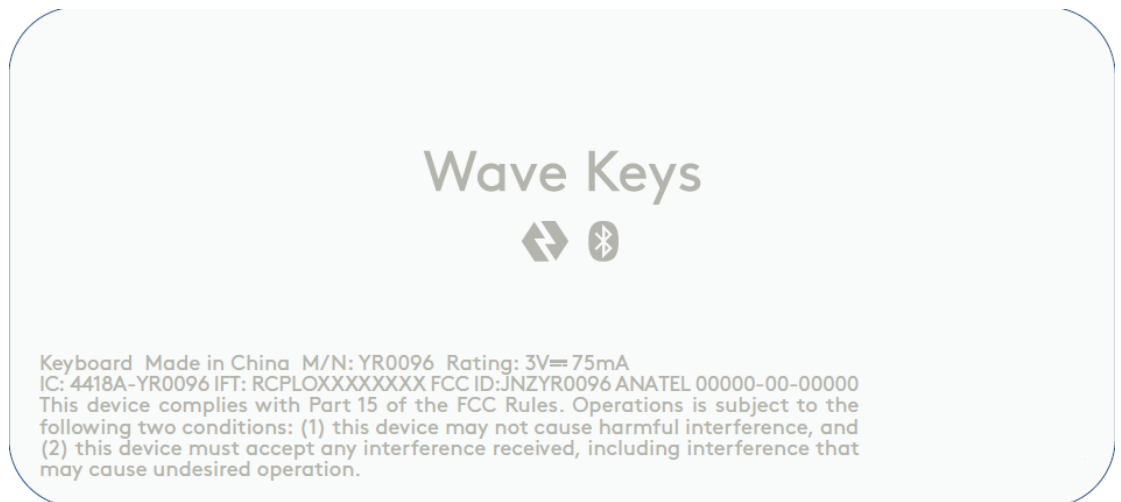 Wave Keys
Keyboard Made in China M/N: YR0096 Rating: 3V⎓75mA
IC: 4418A-YR0096 IFT: RCPLOXXXXXXXX FCC ID:JNZYR0096 ANATEL 00000-00-00000
This device complies with Part 15 of the FCC Rules. Operations is subject to the
following two conditions: (1) this device may not cause harmful interference, and
(2) this device must accept any interference received, including interference that
may cause undesired operation.